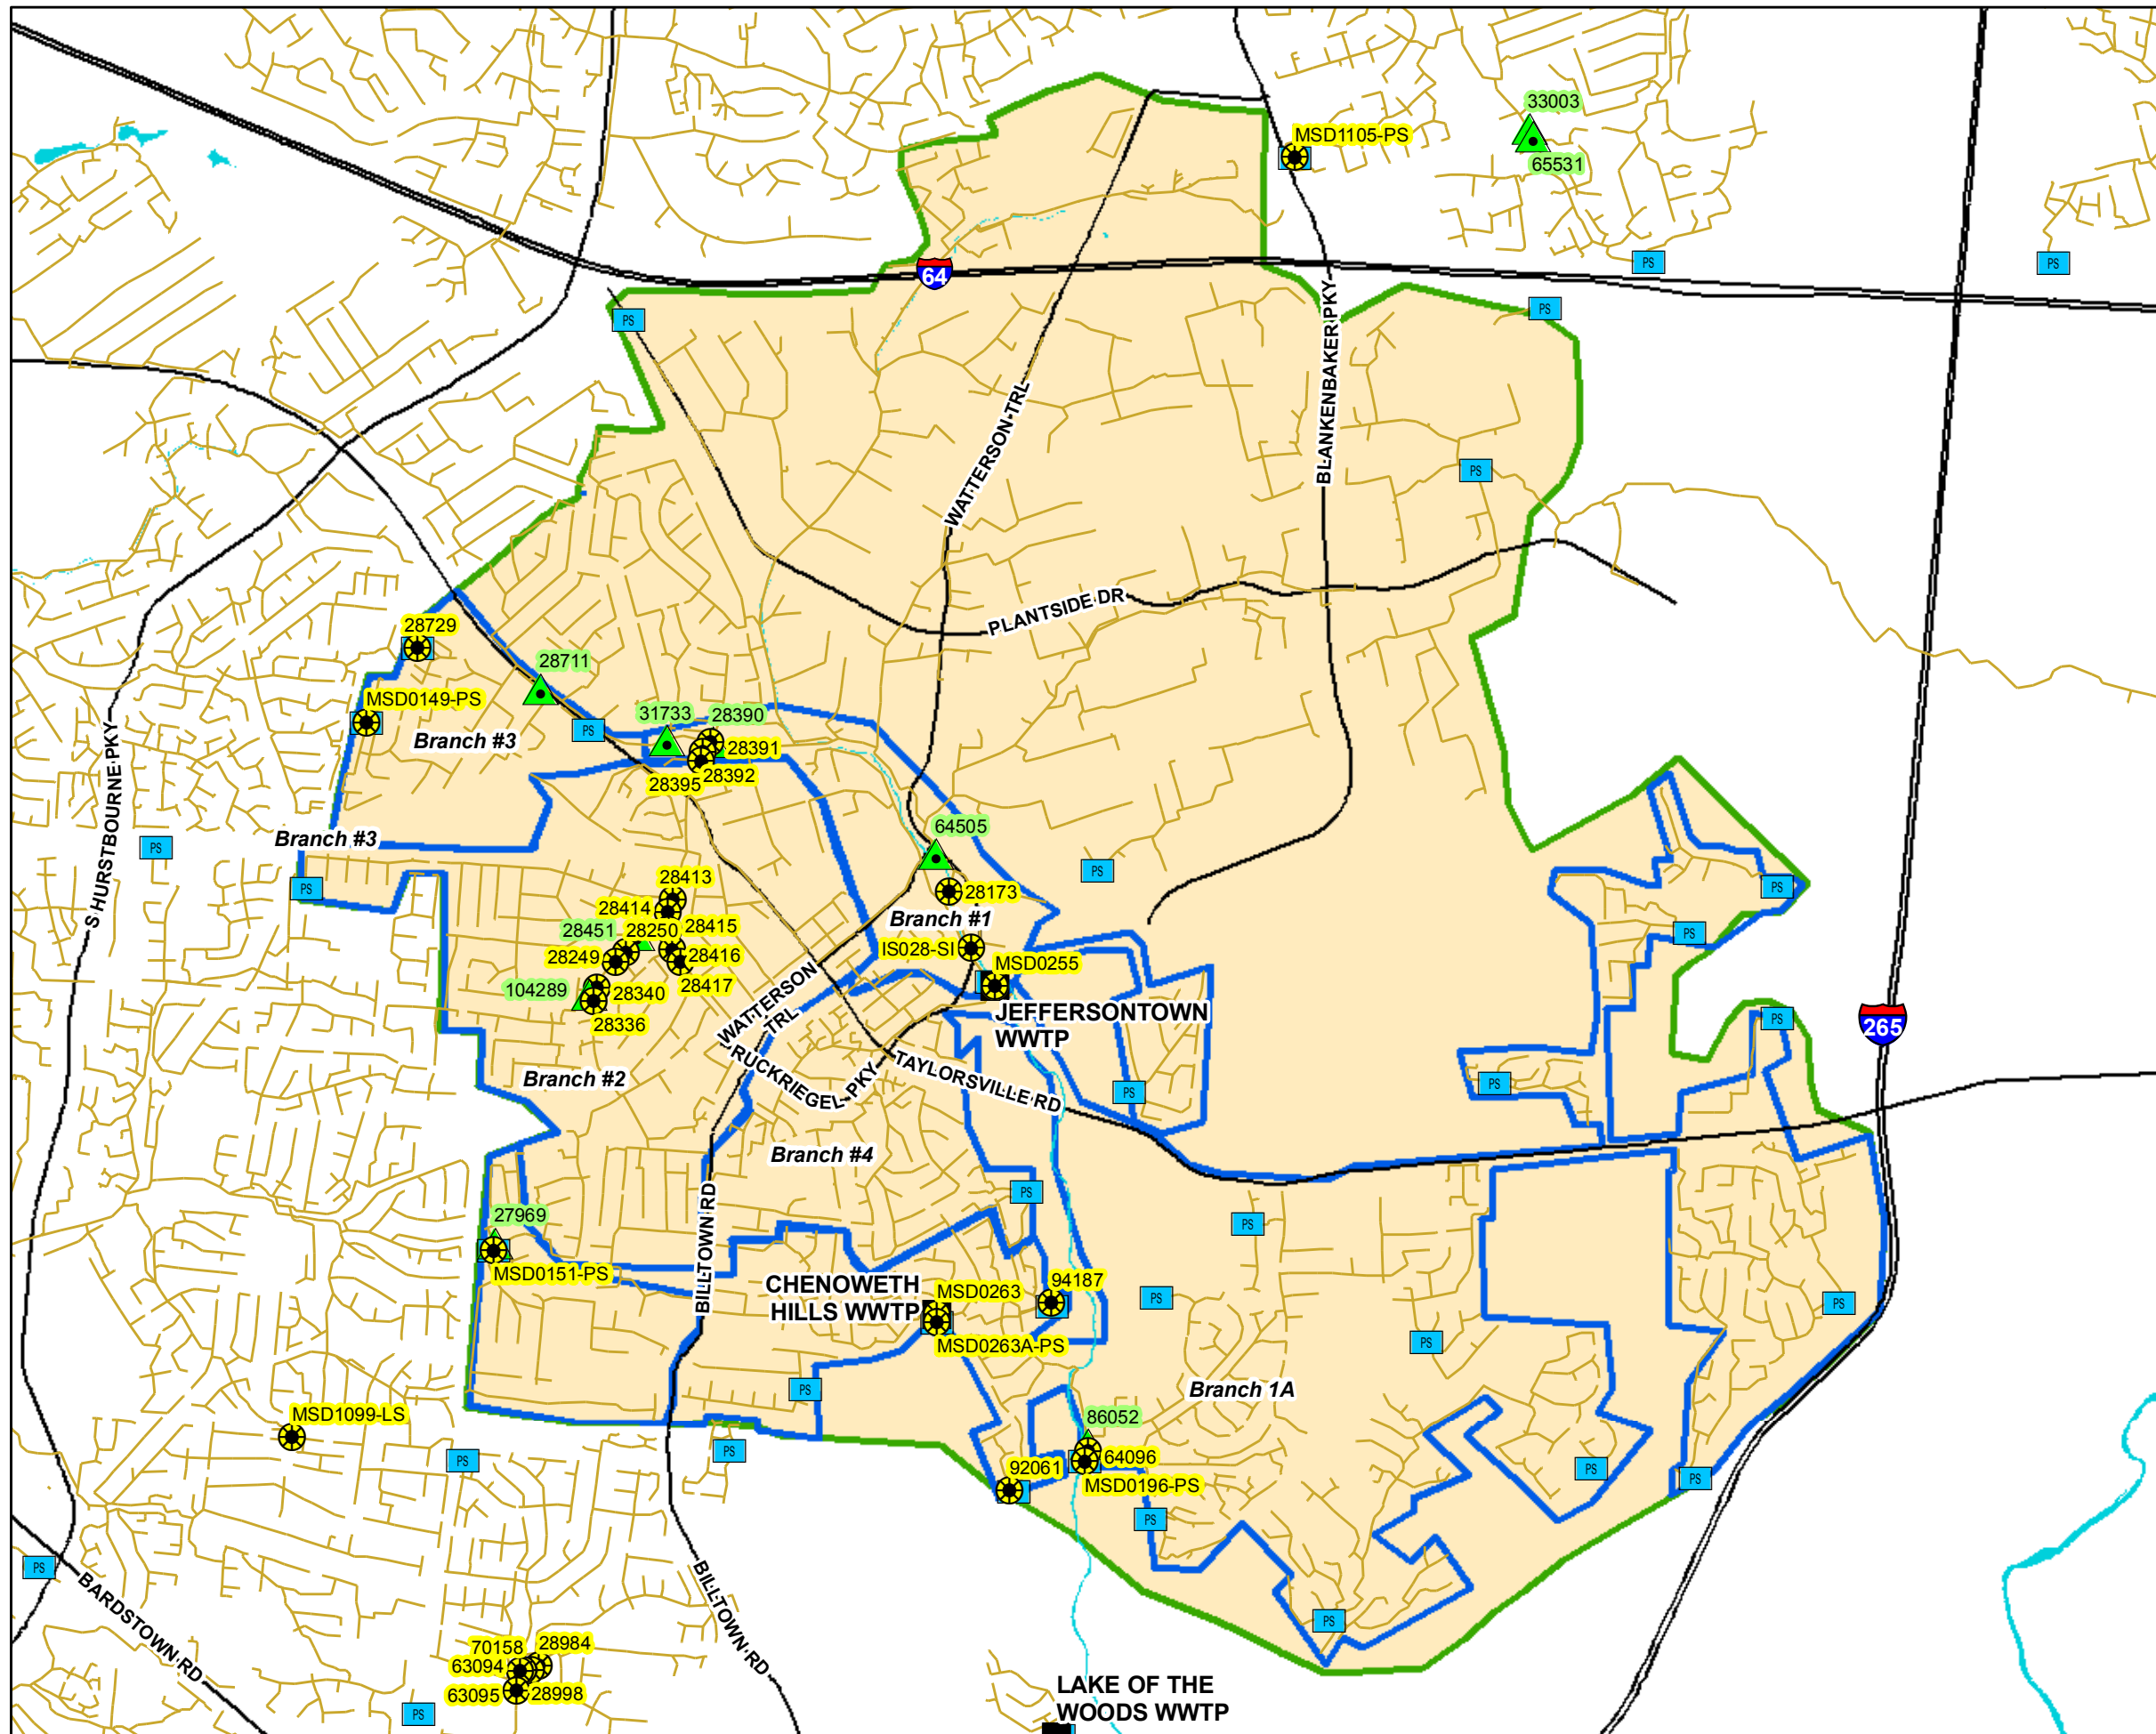 33003
MSD1105-PS
65531
PS
PS
64
PS
PS
BLANKENBAKER PKY
WATTERSON TRL
PS
PLANTSIDE DR
28729
28711
MSD0149-PS
31733
28390
PS
Branch #3
28391
28392
28395
64505
Branch #3
S HURSTBOURNE PKY
PS
PS
28413
PS
PS
28173
28414
Branch #1
28451
28250
28415
PS
28249
IS028-SI
28416
MSD0255
28417
104289
28340
JEFFERSONTOWN
WWTP
28336
PS
265
WATTERSON
TRL
RUCKRIEGEL PKY
TAYLORSVILLE RD
Branch #2
PS
PS
Branch #4
PS
27969
PS
BILLTOWN RD
MSD0151-PS
CHENOWETH
HILLS WWTP
MSD0263
94187
PS
PS
MSD0263A-PS
PS
PS
Branch 1A
MSD1099-LS
86052
PS
PS
64096
92061
PS
MSD0196-PS
PS
PS
PS
BARDSTOWN RD
BILLTOWN RD
PS
70158
28984
63094
63095
28998
PS
LAKE OF THE
WOODS WWTP